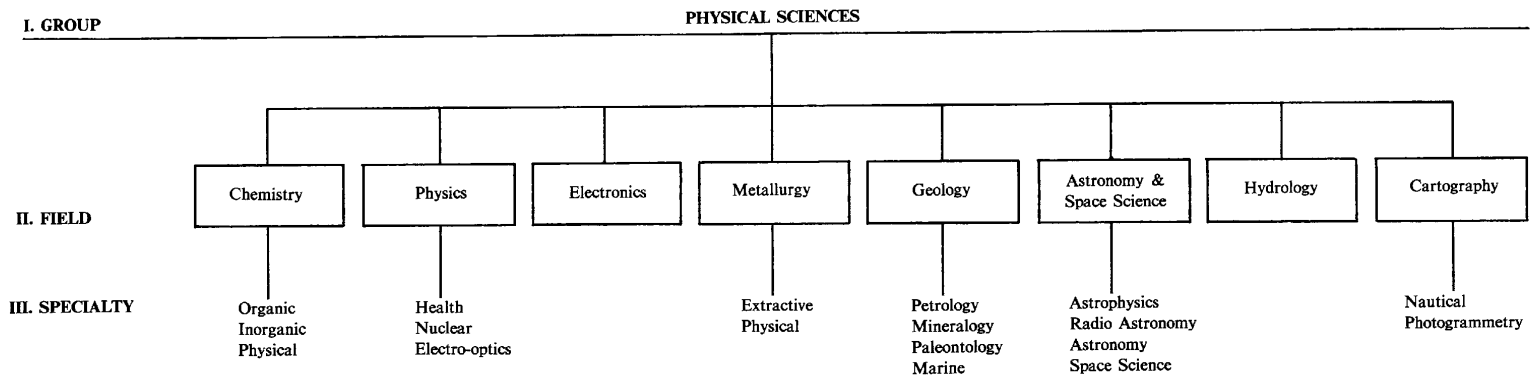 I. GROUP
PHYSICAL SCIENCES
II. FIELD
Chemistry
Physics
Electronics
Metallurgy
Geology
Astronomy &
Space Science
Hydrology
Cartography
III. SPECIALTY
Organic
Inorganic
Physical
Health
Nuclear
Electro-optics
Extractive
Physical
Petrology
Mineralogy
Paleontology
Marine
Astrophysics
Radio Astronomy
Astronomy
Space Science
Nautical
Photogrammetry